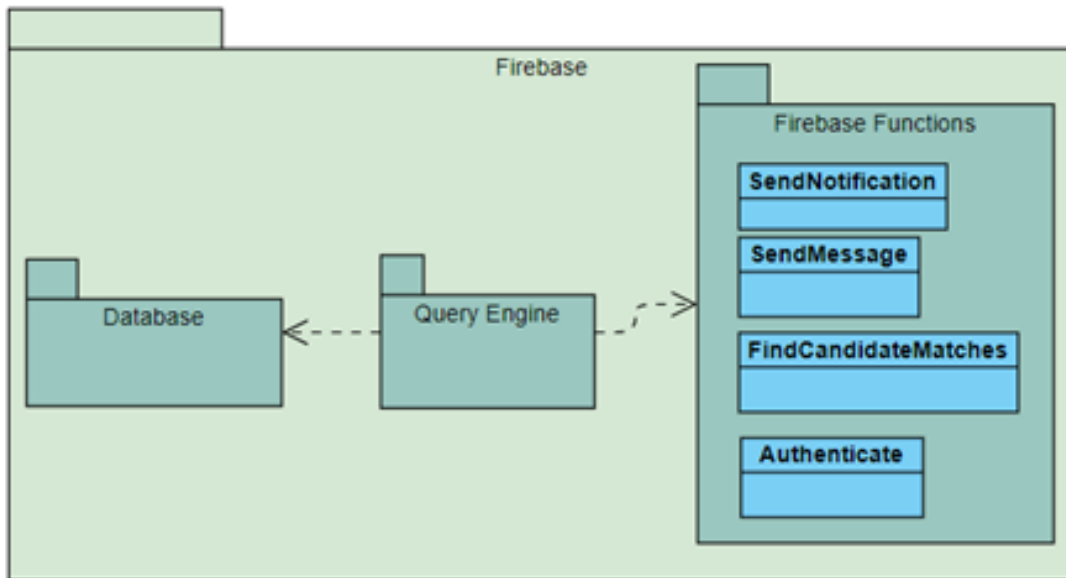 Firebase
Firebase Functions
SendNotification
SendMessage
Database
Query Engine
FindCandidateMatches
Authenticate